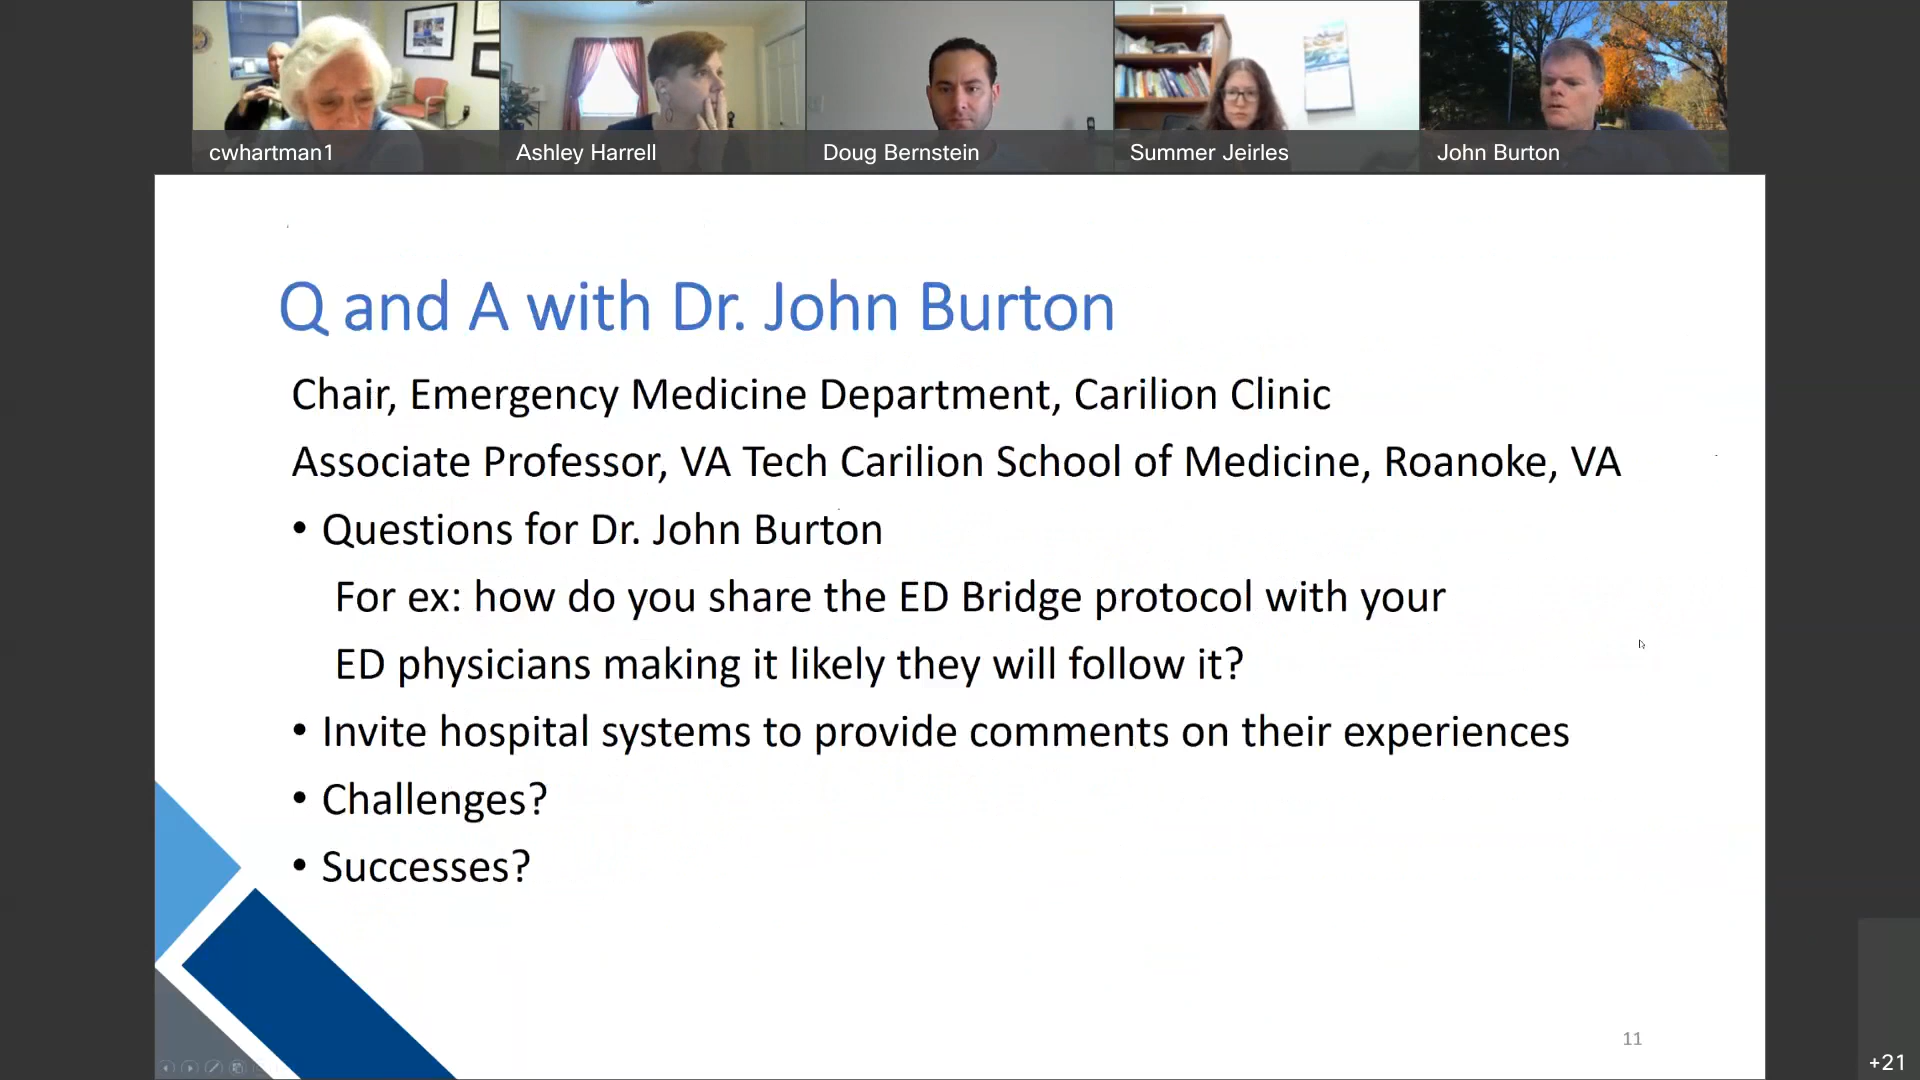 cwhartman1
Ashley Harrell
Doug Bernstein
Summer Jeirles
John Burton
Q and A with Dr. John Burton
Chair, Emergency Medicine Department, Carilion Clinic
Associate Professor, VA Tech Carilion School of Medicine, Roanoke, VA
• Questions for Dr. John Burton
For ex: how do you share the ED Bridge protocol with your
ED physicians making it likely they will follow it?
• Invite hospital systems to provide comments on their experiences
• Challenges?
• Successes?
11
+21